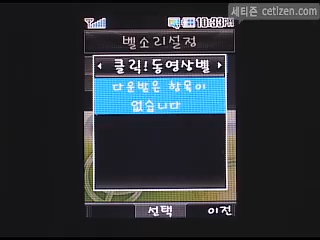 세티즌 cetizen.com
10:33PM
벨소리설정
클릭!동영상벨
다운받은 항목이
없습니다
선택 이전